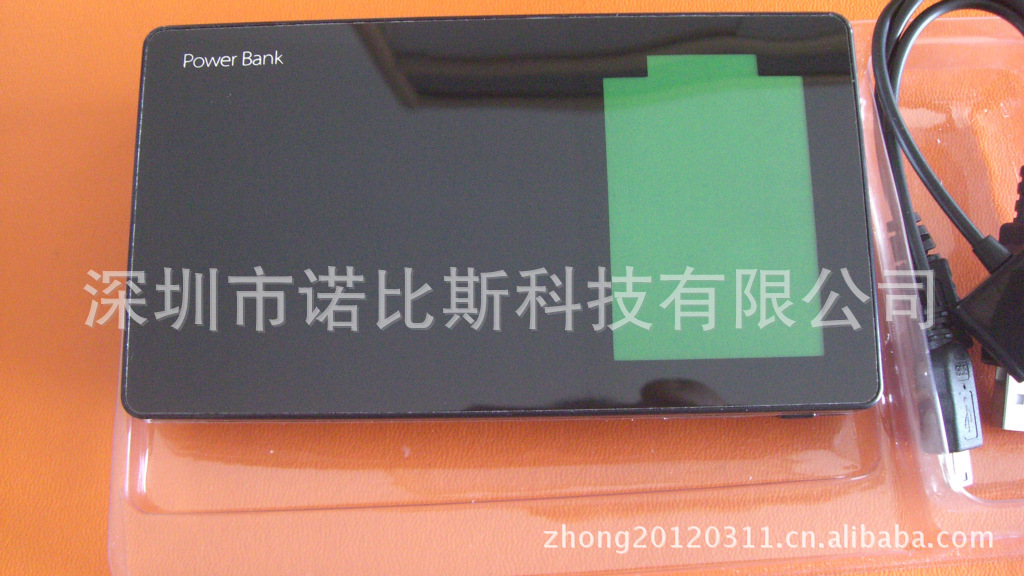 Power Bank
深圳市诺比斯科技有限公司
zhong20120311.cn.alibaba.com